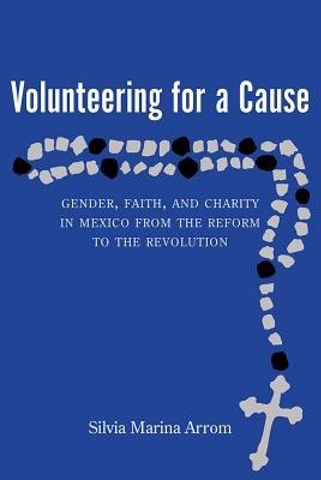 Volunteering for a Cause
GENDER, FAITH, AND CHARITY
IN MEXICO FROM THE REFORM
TO THE REVOLUTION
Silvia Marina Arrom